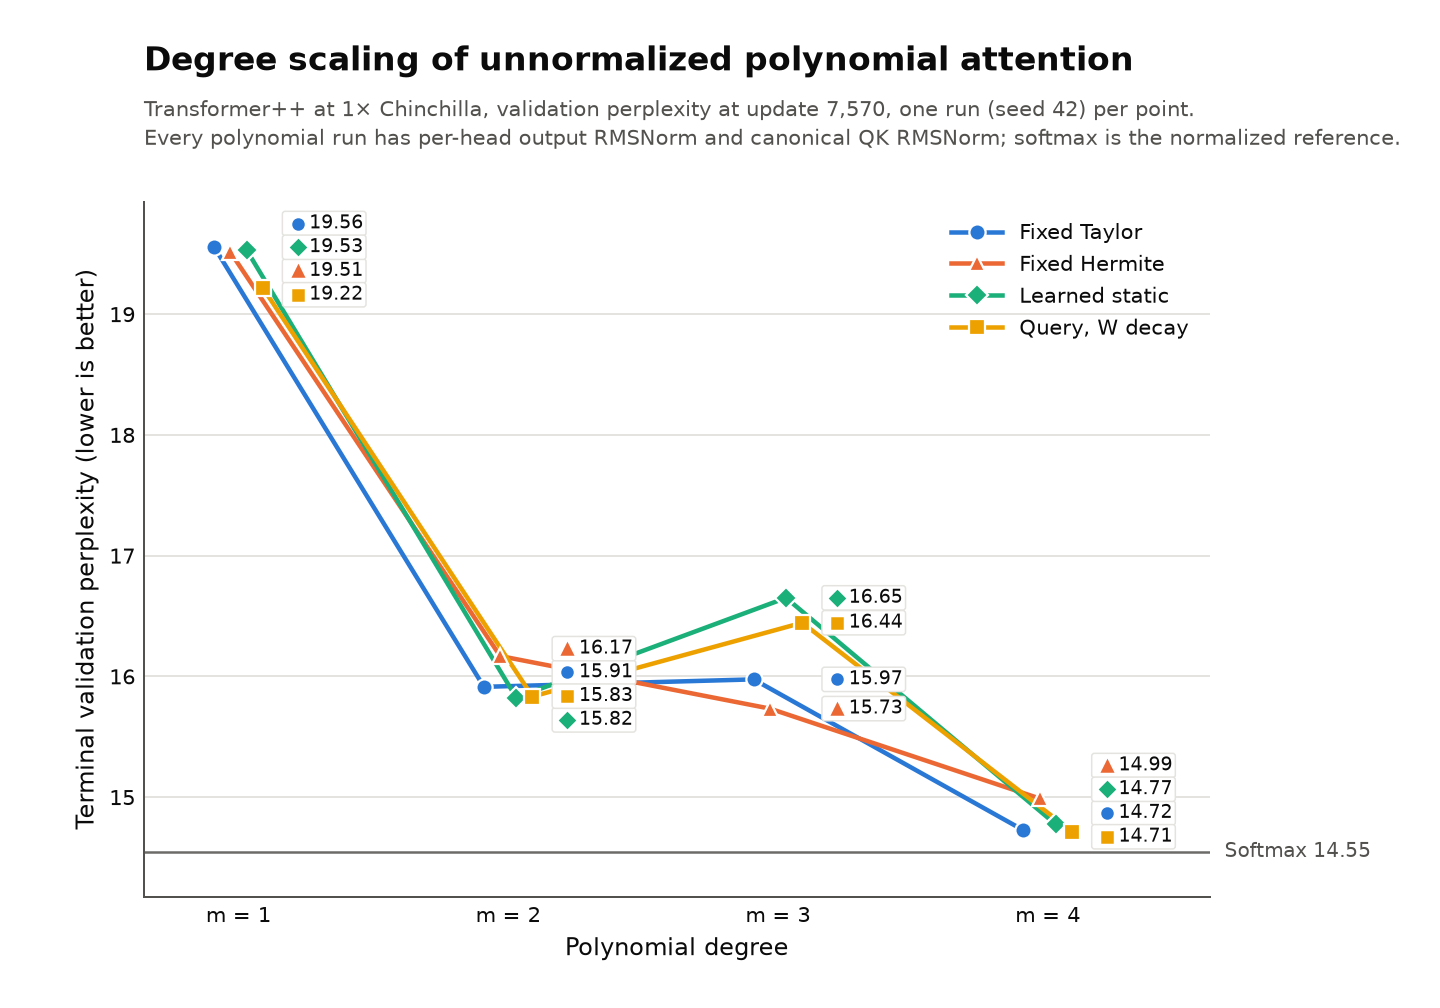 Degree scaling of unnormalized polynomial attention
Transformer++ at 1× Chinchilla, validation perplexity at update 7,570, one run (seed 42) per point.
Every polynomial run has per-head output RMSNorm and canonical QK RMSNorm; softmax is the normalized reference.
Terminal validation perplexity (lower is better)
19
18
17
16
15
19.56
19.53
19.51
19.22
Fixed Taylor
Fixed Hermite
Learned static
Query, W decay
16.17
15.91
15.83
15.82
16.65
16.44
15.97
15.73
14.99
14.77
14.72
14.71
Softmax 14.55
m = 1
m = 2
m = 3
m = 4
Polynomial degree